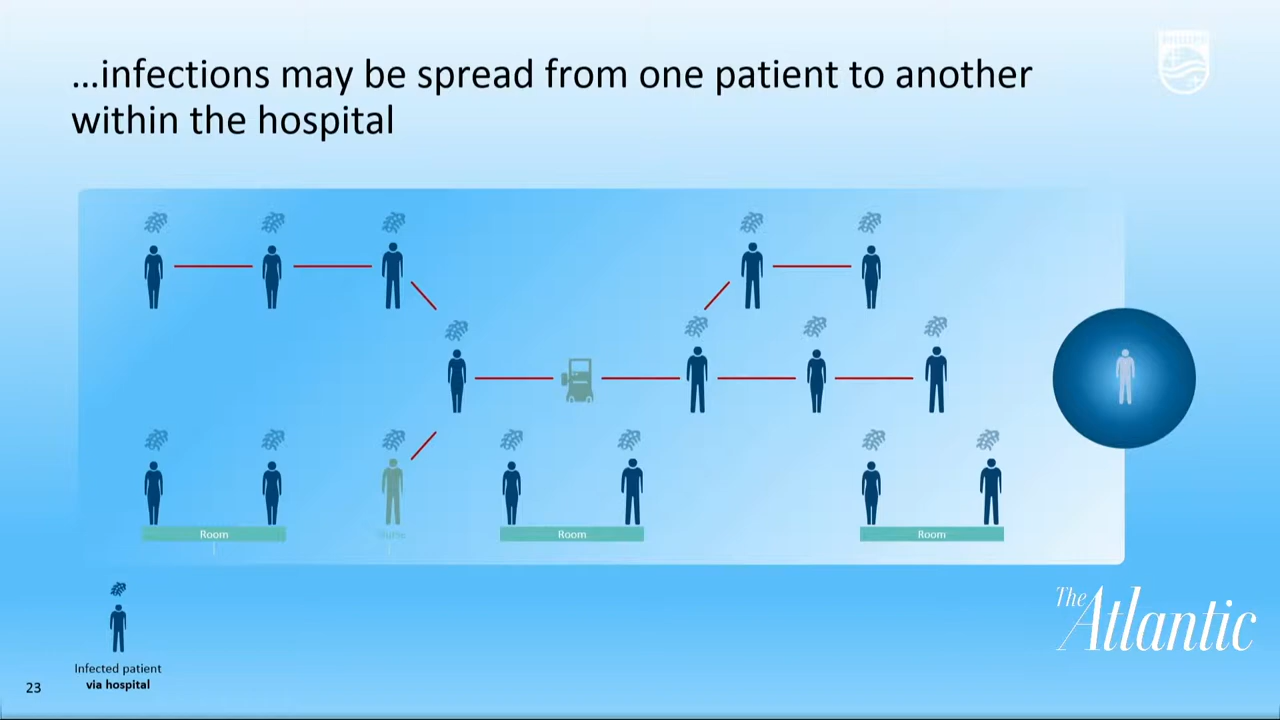 ...infections may be spread from one patient to another
within the hospital
PHILIPS
Room
Room
Room
The Atlantic
Infected patient
via hospital
23